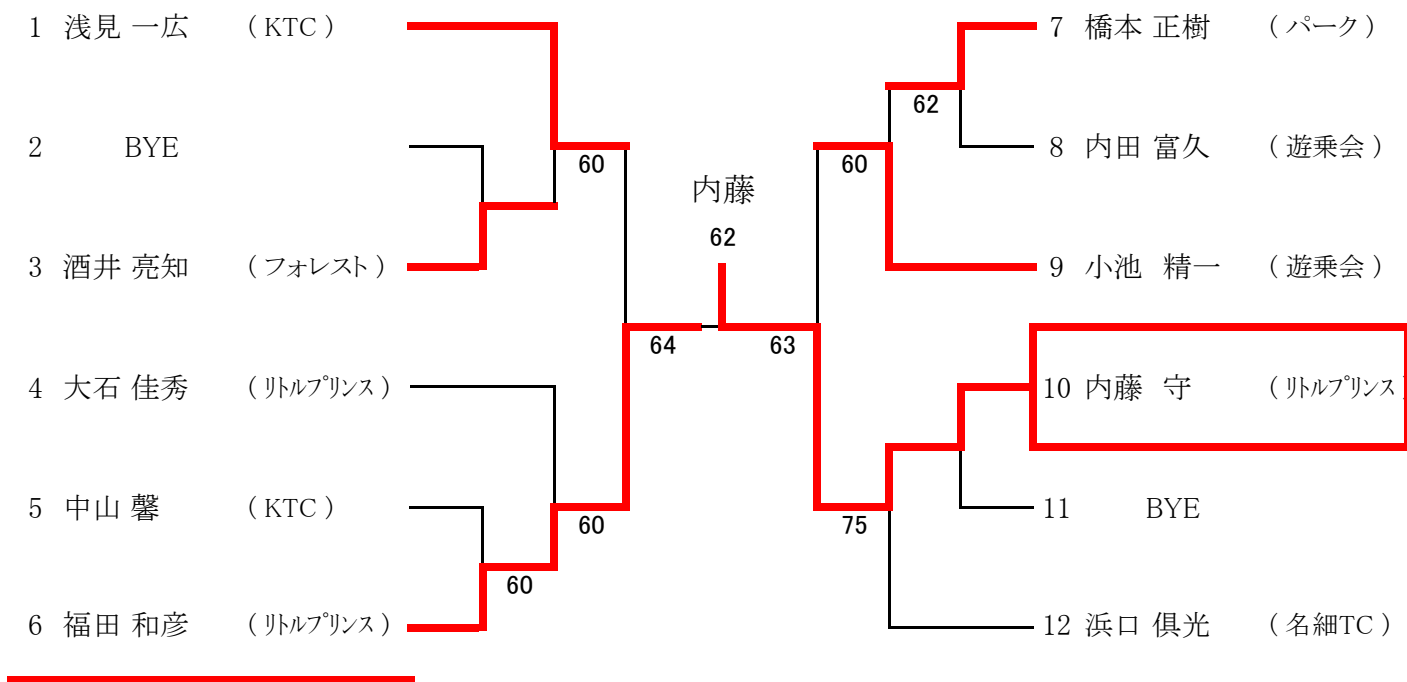 1 浅見 一広 ( KTC )
2 BYE
3 酒井 亮知 ( フォレスト )
4 大石 佳秀 ( リトルプリンス )
5 中山 馨 ( KTC )
6 福田 和彦 ( リトルプリンス )
60
64
60
60
内藤
62
63
62
60
75
7 橋本 正樹 ( パーク )
8 内田 富久 ( 遊乗会 )
9 小池 精一 ( 遊乗会 )
10 内藤 守 ( リトルプリンス )
11 BYE
12 浜口 倶光 ( 名細TC )